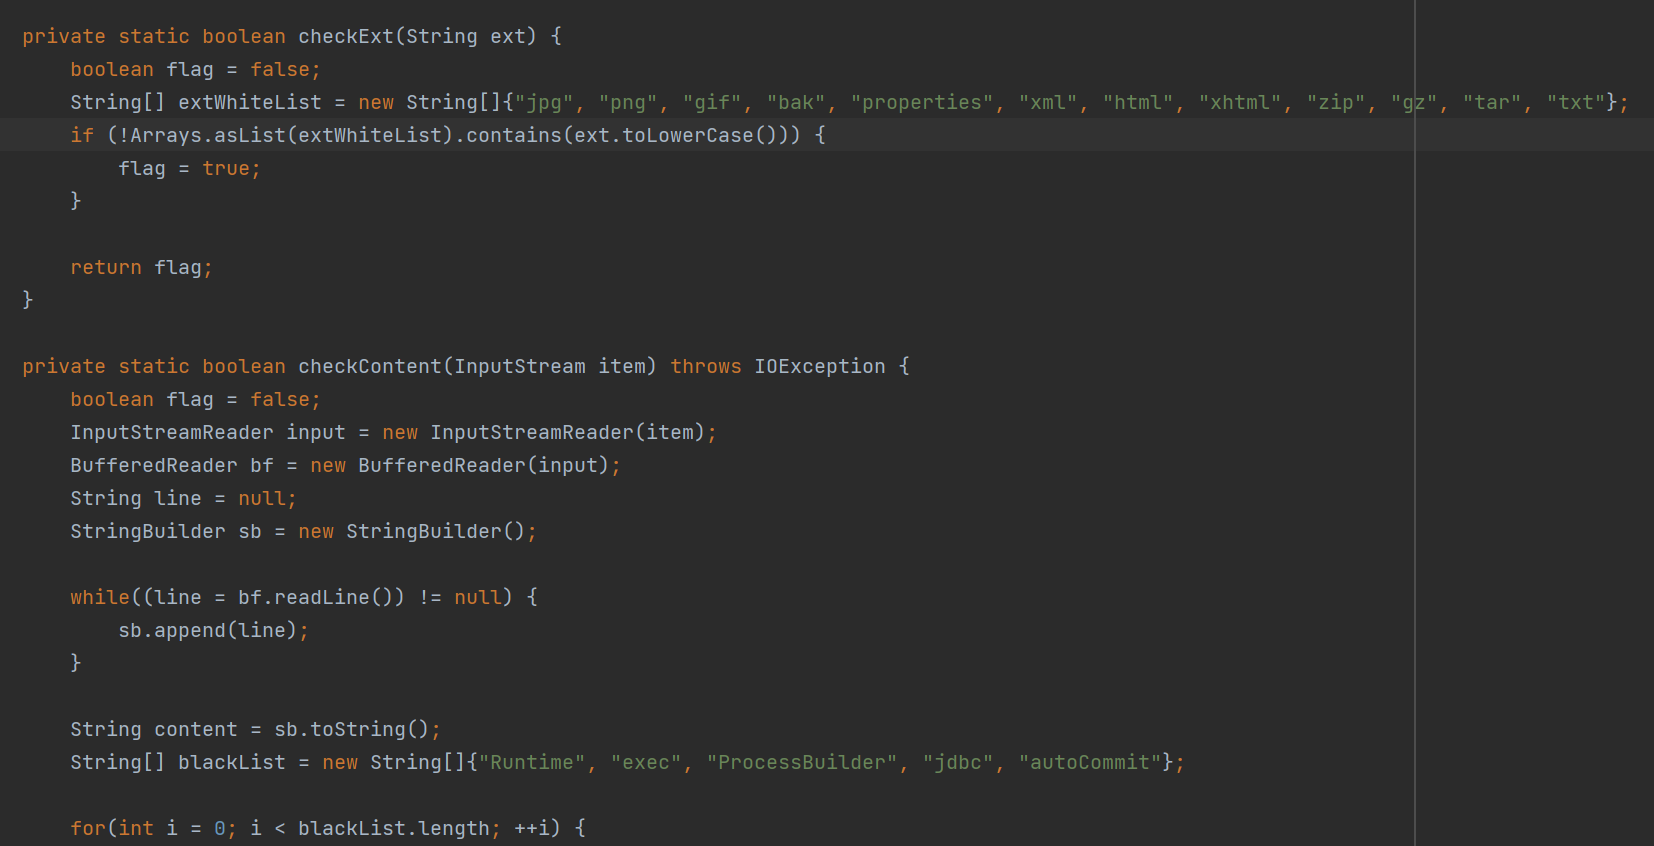 private static boolean checkExt(String ext) {
    boolean flag = false;
    String[] extWhiteList = new String[]{"jpg", "png", "gif", "bak", "properties", "xml", "html", "xhtml", "zip", "gz", "tar", "txt"};
    if (!Arrays.asList(extWhiteList).contains(ext.toLowerCase())) {
        flag = true;
    }

    return flag;
}

private static boolean checkContent(InputStream item) throws IOException {
    boolean flag = false;
    InputStreamReader input = new InputStreamReader(item);
    BufferedReader bf = new BufferedReader(input);
    String line = null;
    StringBuilder sb = new StringBuilder();

    while((line = bf.readLine()) != null) {
        sb.append(line);
    }

    String content = sb.toString();
    String[] blackList = new String[]{"Runtime", "exec", "ProcessBuilder", "jdbc", "autoCommit"};

    for(int i = 0; i < blackList.length; ++i) {